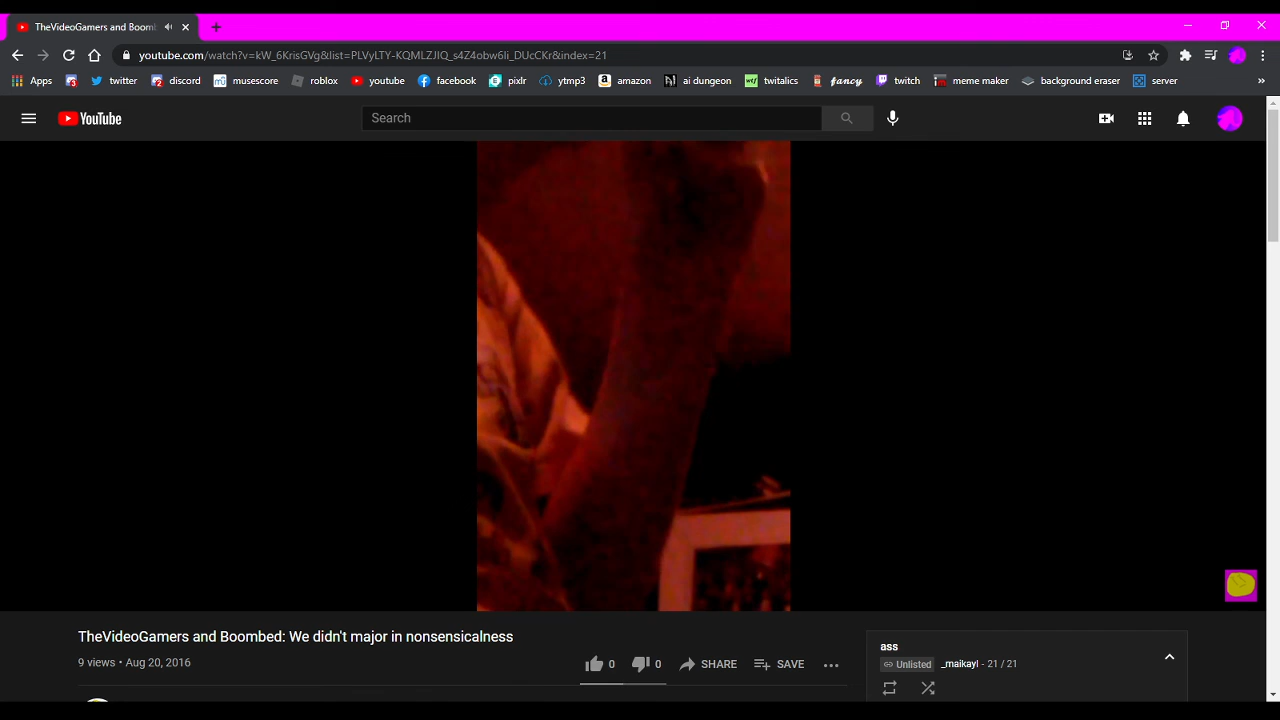 TheVideoGamers and Boomb
youtube.com/watch?v=kW_6KrisGVg&list=PLVyLTY-KQMLZJIQ_s4Z4obw6li_DUcCKr&index=21
Apps twitter discord musescore roblox youtube facebook pixlr ytmp3 amazon ai dungeon twitalics fancy twitch meme maker background eraser server »
YouTube Search
TheVideoGamers and Boombed: We didn't major in nonsensicalness
9 views • Aug 20, 2016
0 0 SHARE SAVE
ass
Unlisted _maikayl - 21 / 21